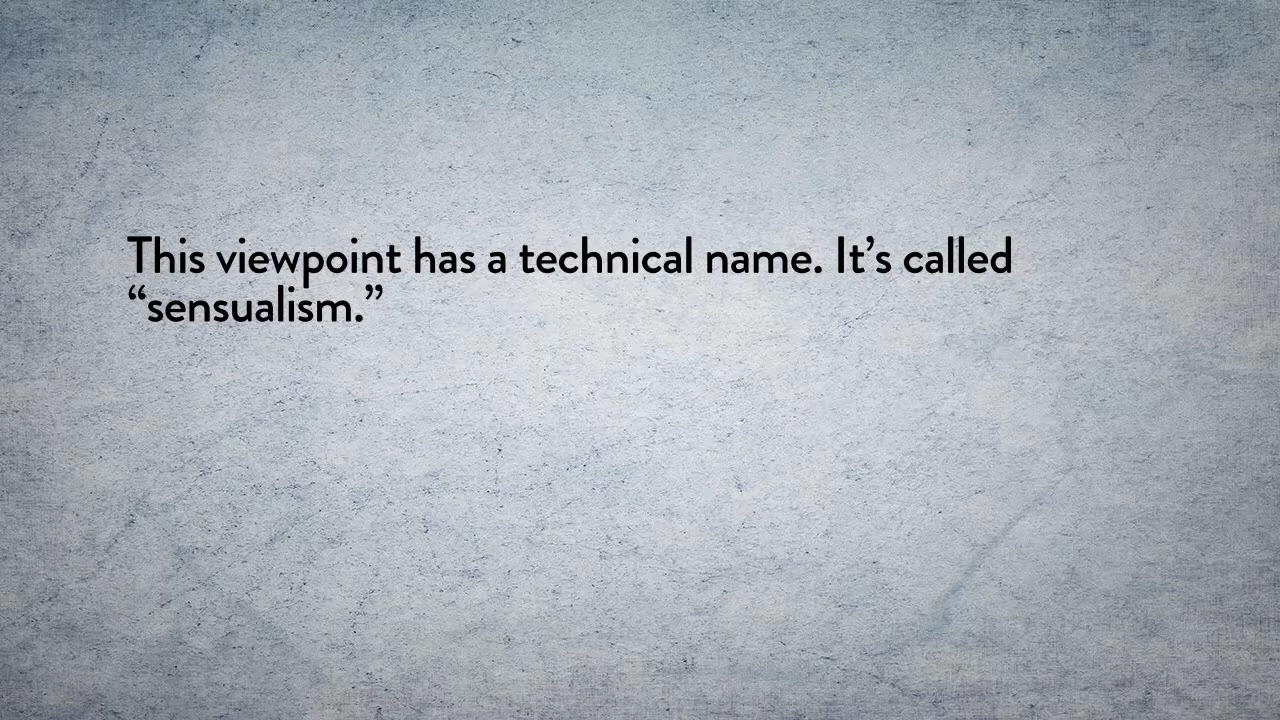 This viewpoint has a technical name. It’s called
“sensualism.”